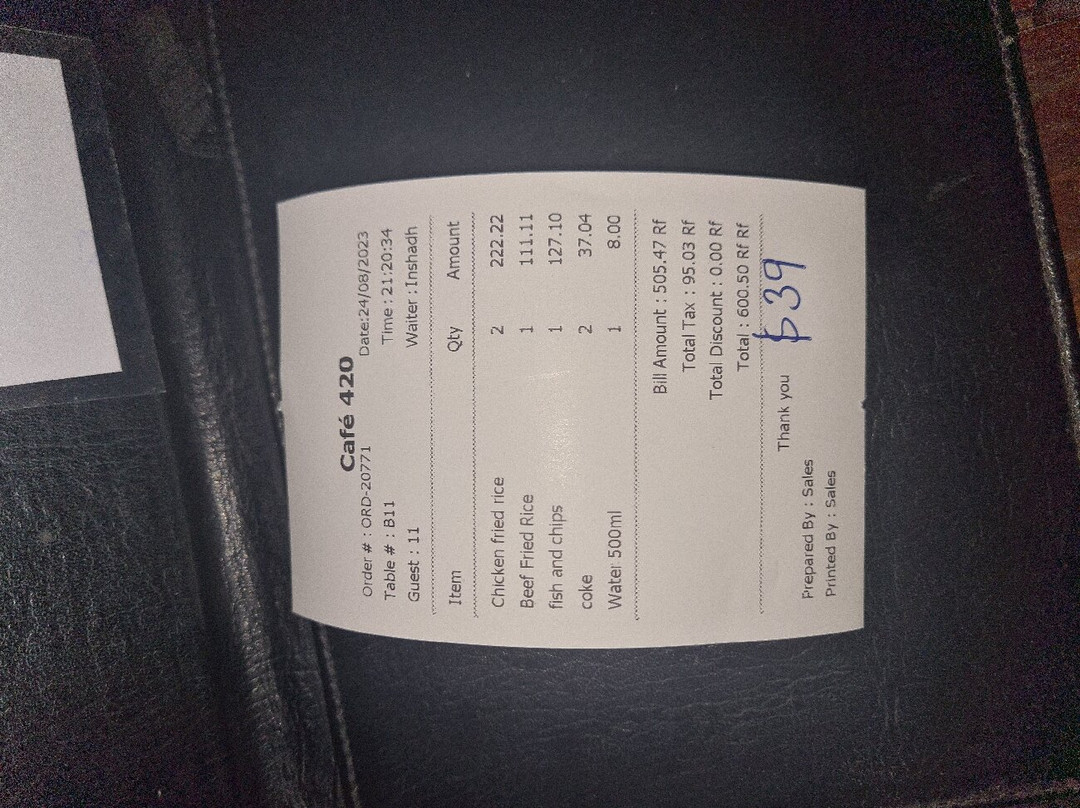 Café 420
Order # : ORD-20771 Date:24/08/2023
Table # : B11 Time : 21:20:34
Guest : 11 Waiter : Inshadh
Item Qty Amount
Chicken fried rice 2 222.22
Beef Fried Rice 1 111.11
fish and chips 1 127.10
coke 2 37.04
Water 500ml 1 8.00
Bill Amount : 505.47 Rf
Total Tax : 95.03 Rf
Total Discount : 0.00 Rf
Total : 600.50 Rf Rf
$39
Thank you
Prepared By : Sales
Printed By : Sales